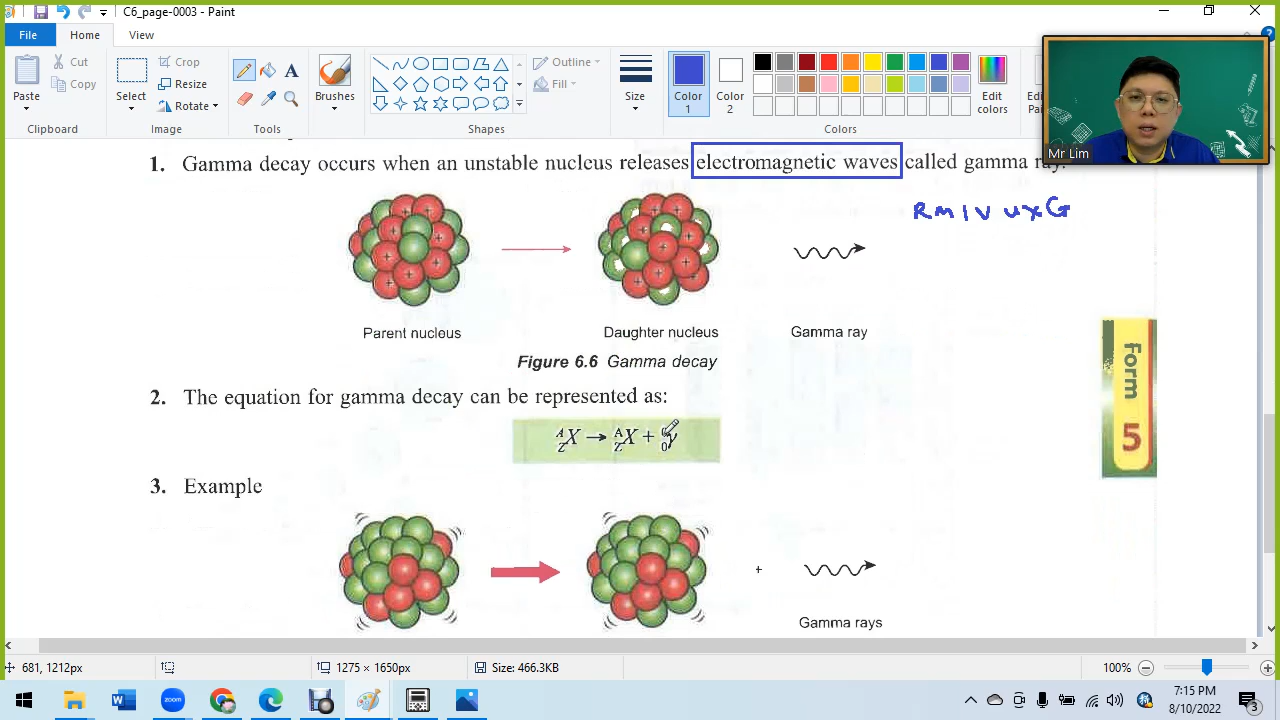 C6_page-0003 - Paint
File Home View
Paste
Cut
Copy
Clipboard
Select
Crop
Resize
Rotate
Image
Tools
Brushes
Shapes
Outline
Fill
Size
Color 1
Color 2
Edit colors
Colors
Mr Lim
1. Gamma decay occurs when an unstable nucleus releases electromagnetic waves called gamma ray.
R m I V U X G
Parent nucleus Daughter nucleus Gamma ray
Figure 6.6 Gamma decay
Form 5
2. The equation for gamma decay can be represented as:
A Z X → A Z X + 0 γ
3. Example
+
Gamma rays
681, 1212px 1275 × 1650px Size: 466.3KB 100%
7:15 PM
8/10/2022
3